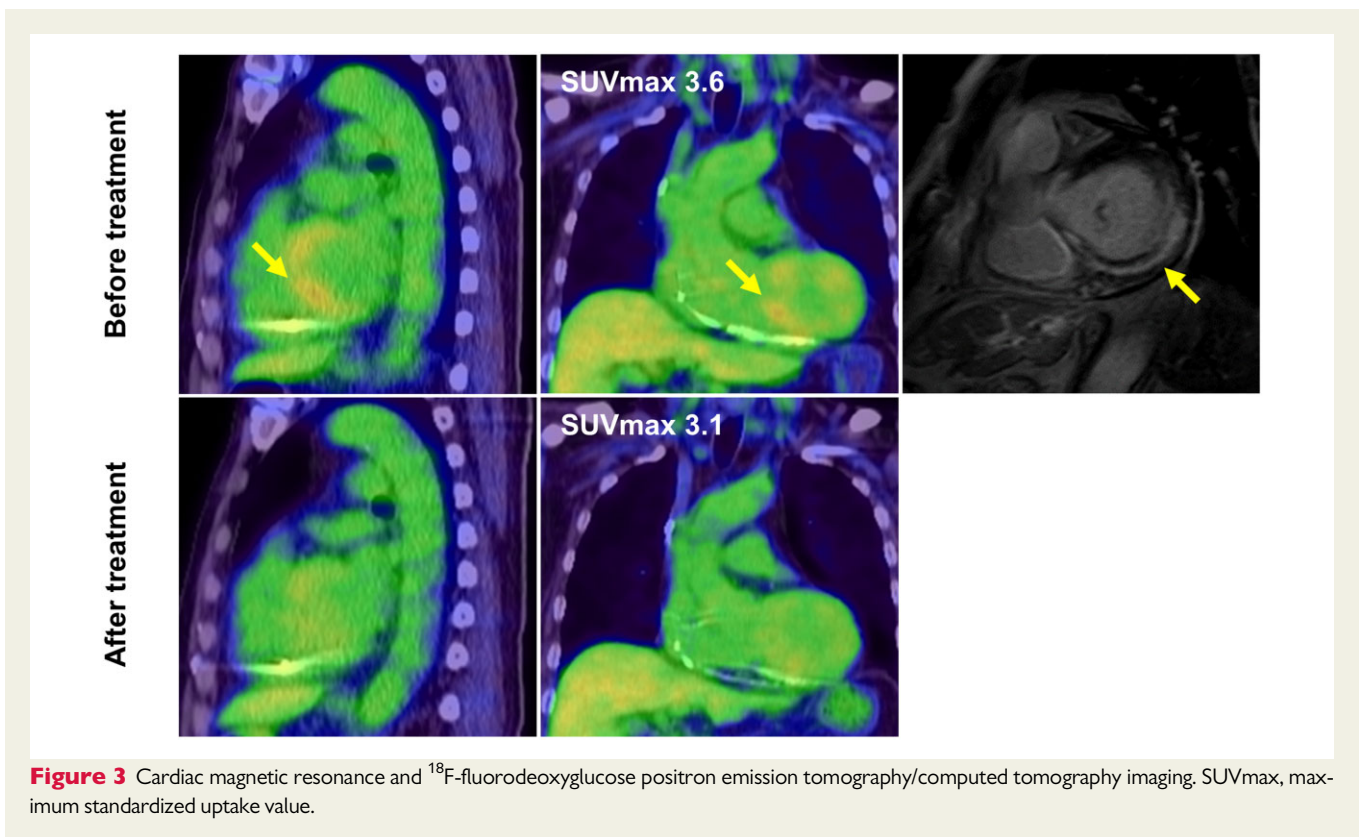 Before treatment
SUVmax 3.6
After treatment
SUVmax 3.1
Figure 3 Cardiac magnetic resonance and ¹⁸F-fluorodeoxyglucose positron emission tomography/computed tomography imaging. SUVmax, max-
imum standardized uptake value.